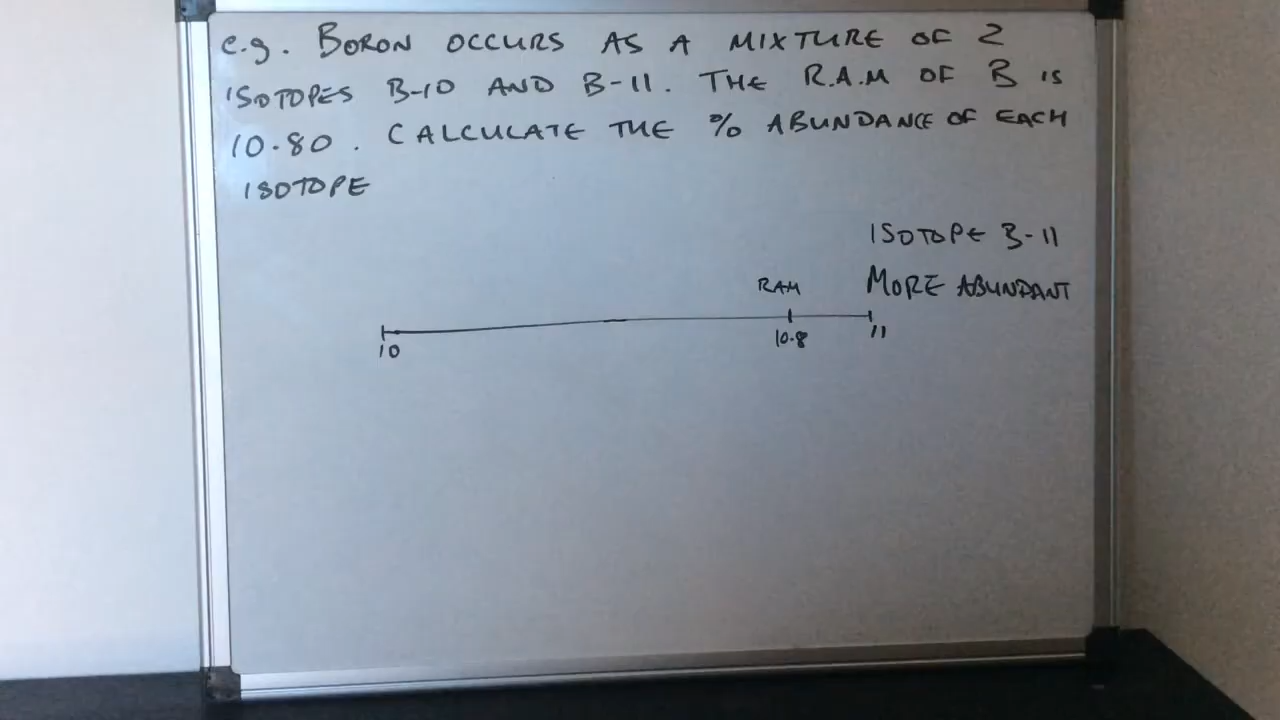 e.g. BORON OCCURS AS A MIXTURE OF 2
ISOTOPES B-10 AND B-11. THE R.A.M OF B IS
10.80. CALCULATE THE % ABUNDANCE OF EACH
ISOTOPE
ISOTOPE B-11
MORE ABUNDANT
RAM
10
10.8
11